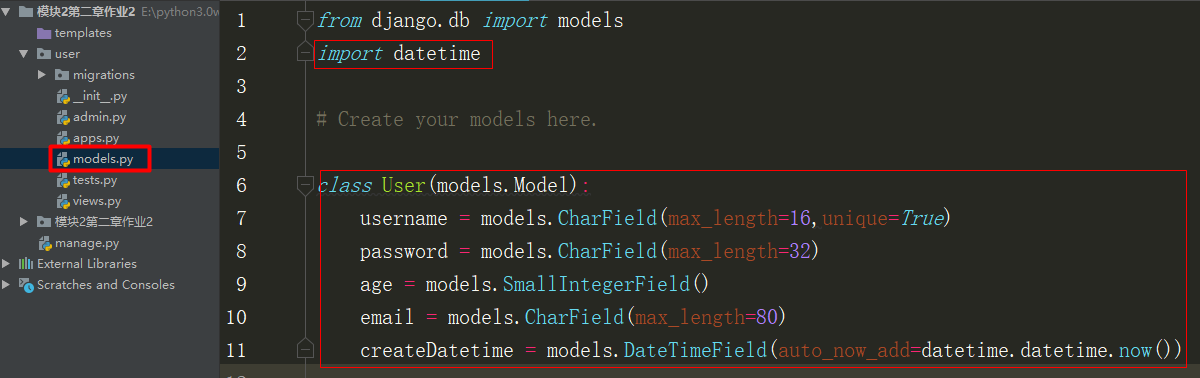 模块2第二章作业2 E:\python3.0w
templates
user
migrations
__init__.py
admin.py
apps.py
models.py
tests.py
views.py
模块2第二章作业2
manage.py
External Libraries
Scratches and Consoles
1 from django.db import models
2 import datetime
3
4 # Create your models here.
5
6 class User(models.Model):
7 username = models.CharField(max_length=16,unique=True)
8 password = models.CharField(max_length=32)
9 age = models.SmallIntegerField()
10 email = models.CharField(max_length=80)
11 createDatetime = models.DateTimeField(auto_now_add=datetime.datetime.now())